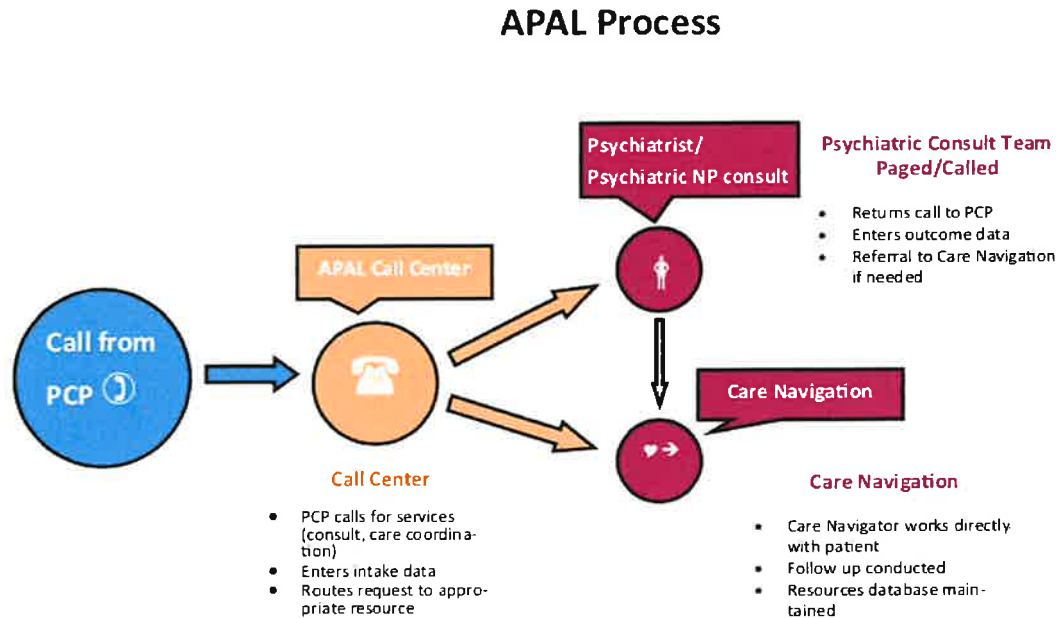 APAL Process
Psychiatrist/
Psychiatric NP consult
Psychiatric Consult Team
Paged/Called
• Returns call to PCP
• Enters outcome data
• Referral to Care Navigation
if needed
APAL Call Center
Call from
PCP
Care Navigation
Call Center
• PCP calls for services
(consult, care coordina-
tion)
• Enters intake data
• Routes request to appro-
priate resource
Care Navigation
• Care Navigator works directly
with patient
• Follow up conducted
• Resources database main-
tained